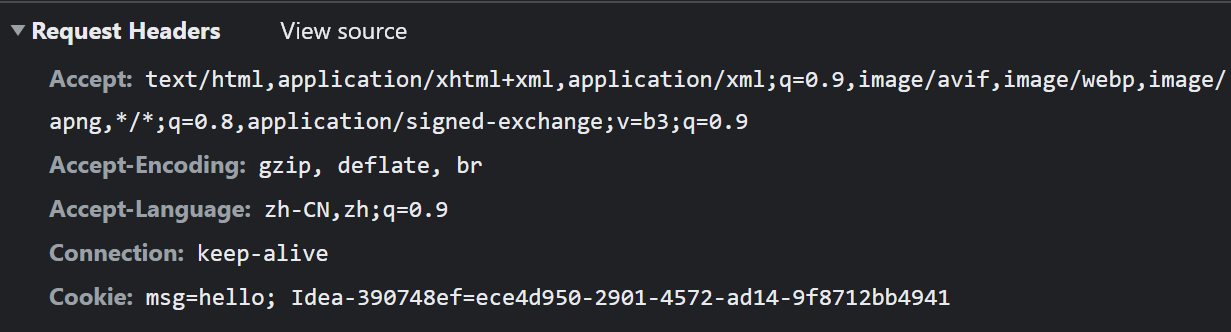 Request Headers View source
Accept: text/html,application/xhtml+xml,application/xml;q=0.9,image/avif,image/webp,image/
apng,*/*;q=0.8,application/signed-exchange;v=b3;q=0.9
Accept-Encoding: gzip, deflate, br
Accept-Language: zh-CN,zh;q=0.9
Connection: keep-alive
Cookie: msg=hello; Idea-390748ef=ece4d950-2901-4572-ad14-9f8712bb4941